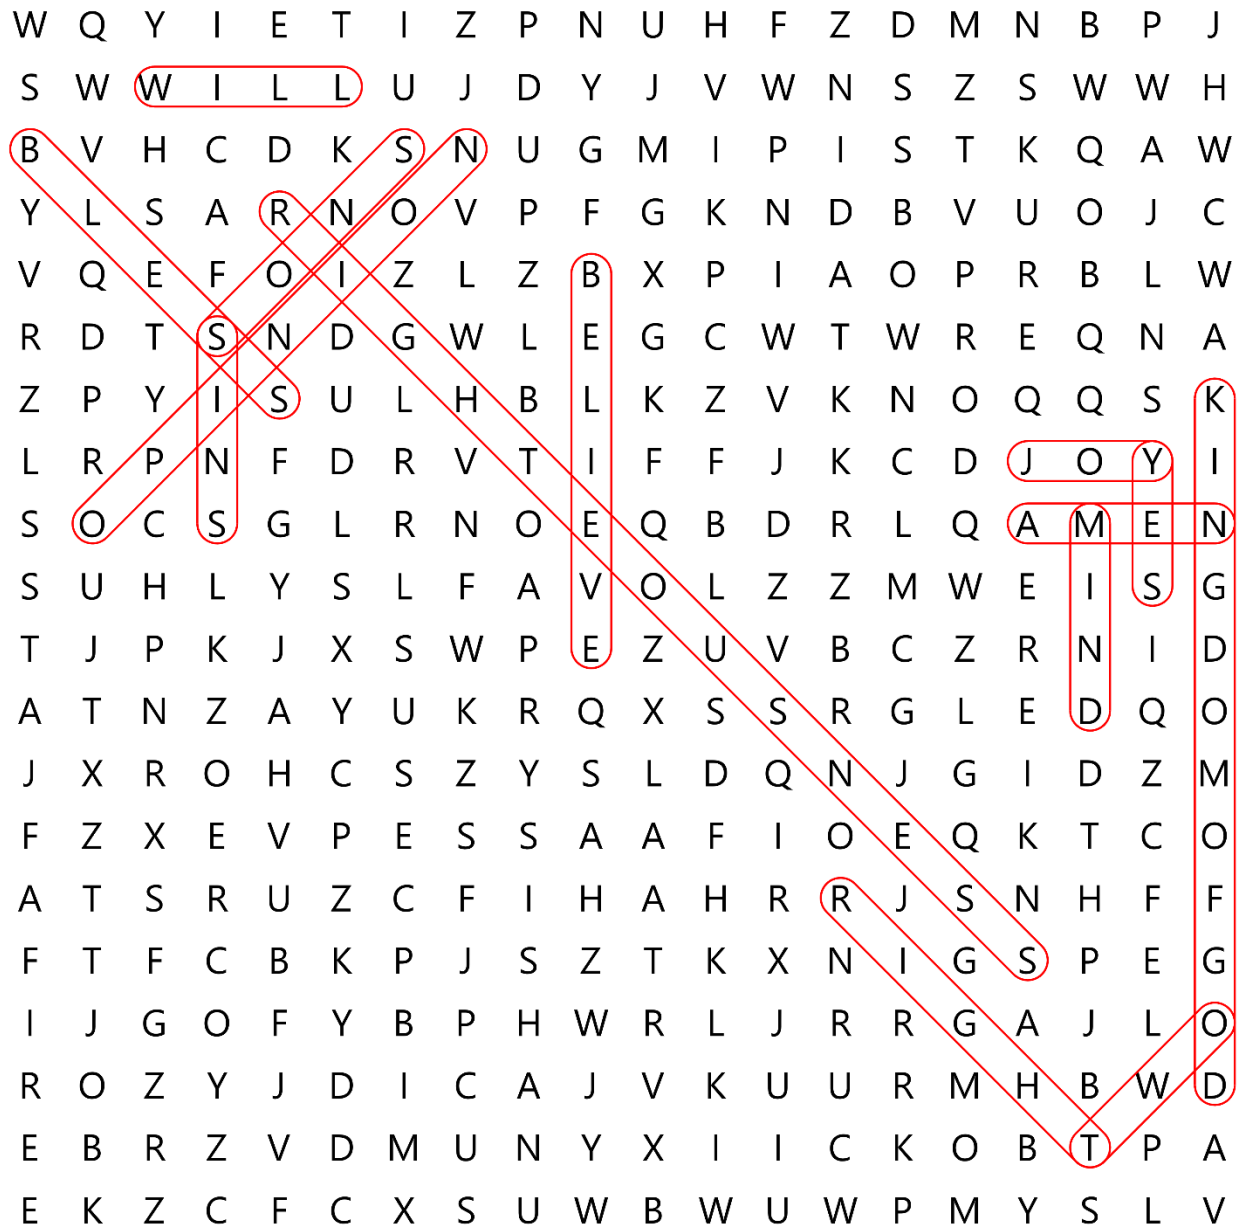 W Q Y I E T I Z P N U H F Z D M N B P J
S W W I L L U J D Y J V W N S Z S W W H
B V H C D K S N U G M I P I S T K Q A W
Y L S A R N O V P F G K N D B V U O J C
V Q E F O I Z L Z B X P I A O P R B L W
R D T S N D G W L E G C W T W R E Q N A
Z P Y I S U L H B L K Z V K N O Q Q S K
L R P N F D R V T I F F J K C D J O Y I
S O C S G L R N O E Q B D R L Q A M E N
S U H L Y S L F A V O L Z Z M W E I S G
T J P K J X S W P E Z U V B C Z R N I D
A T N Z A Y U K R Q X S S R G L E D Q O
J X R O H C S Z Y S L D Q N J G I D Z M
F Z X E V P E S S A A F I O E Q K T C O
A T S R U Z C F I H A H R R J S N H F F
F T F C B K P J S Z T K X N I G S P E G
I J G O F Y B P H W R L J R R G A J L O
R O Z Y J D I C A J V K U U R M H B W D
E B R Z V D M U N Y X I I C K O B T P A
E K Z C F C X S U W B W U W P M Y S L V